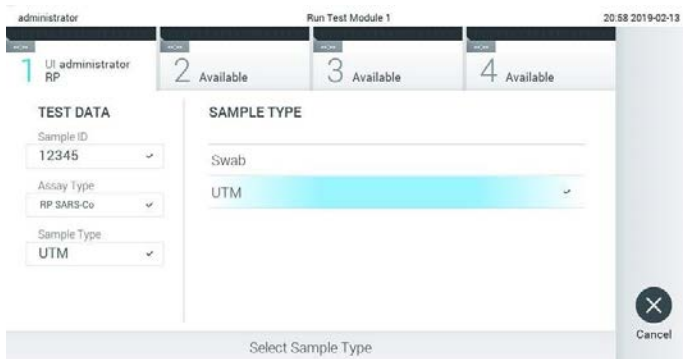 administrator Run Test Module 1 20:58 2019-02-13
1 UI administrator RP
2 Available
3 Available
4 Available
TEST DATA
Sample ID
12345
Assay Type
RP SARS-Co
Sample Type
UTM
SAMPLE TYPE
Swab
UTM
Cancel
Select Sample Type